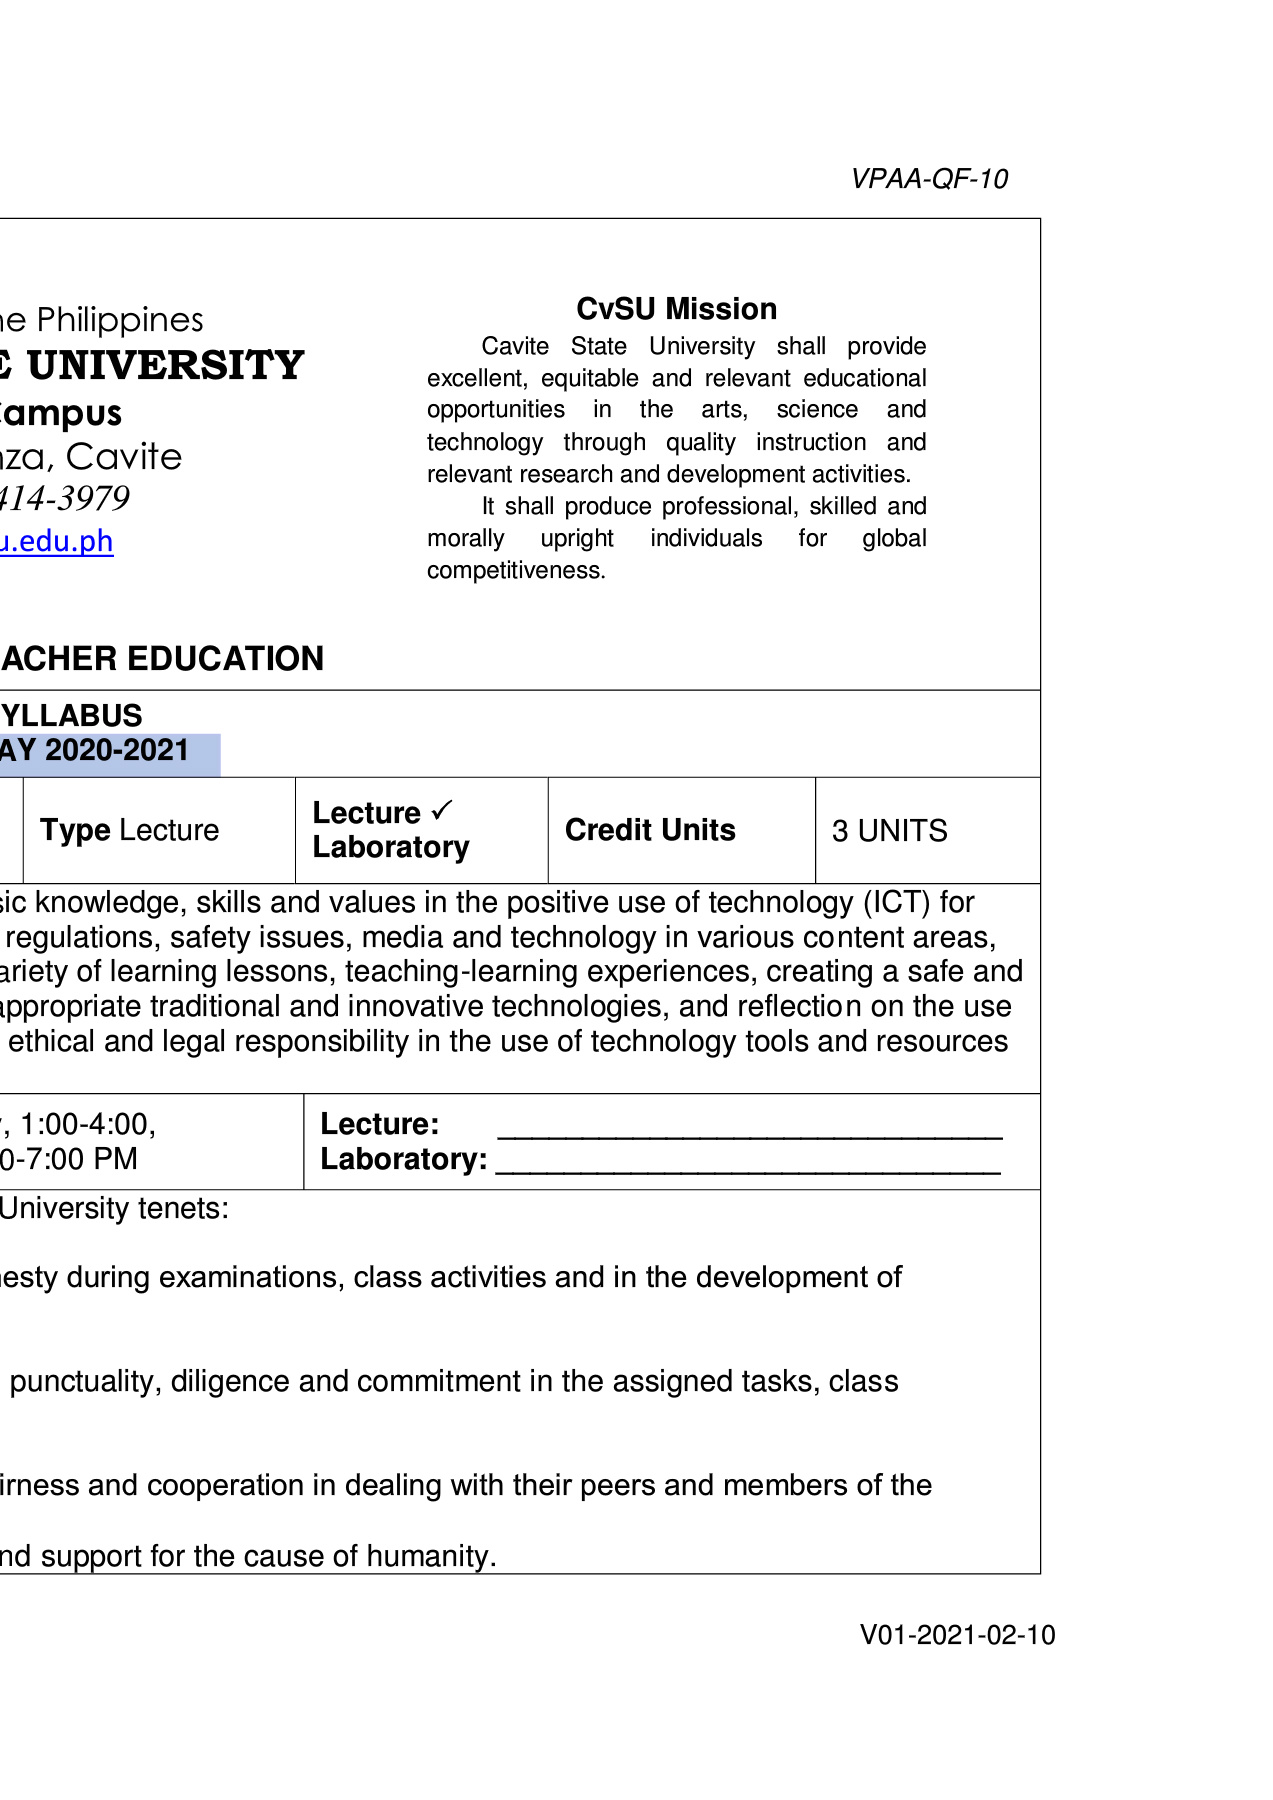 VPAA-QF-10
ne Philippines
E UNIVERSITY
Campus
nza, Cavite
414-3979
u.edu.ph
CvSU Mission
Cavite State University shall provide
excellent, equitable and relevant educational
opportunities in the arts, science and
technology through quality instruction and
relevant research and development activities.
It shall produce professional, skilled and
morally upright individuals for global
competitiveness.
ACHER EDUCATION
YLLABUS
AY 2020-2021
Type Lecture
Lecture ✓
Laboratory
Credit Units
3 UNITS
sic knowledge, skills and values in the positive use of technology (ICT) for
regulations, safety issues, media and technology in various content areas,
ariety of learning lessons, teaching-learning experiences, creating a safe and
appropriate traditional and innovative technologies, and reflection on the use
ethical and legal responsibility in the use of technology tools and resources
, 1:00-4:00,
0-7:00 PM
Lecture: ______________________________
Laboratory: ______________________________
University tenets:
nesty during examinations, class activities and in the development of
punctuality, diligence and commitment in the assigned tasks, class
irness and cooperation in dealing with their peers and members of the
nd support for the cause of humanity.
V01-2021-02-10